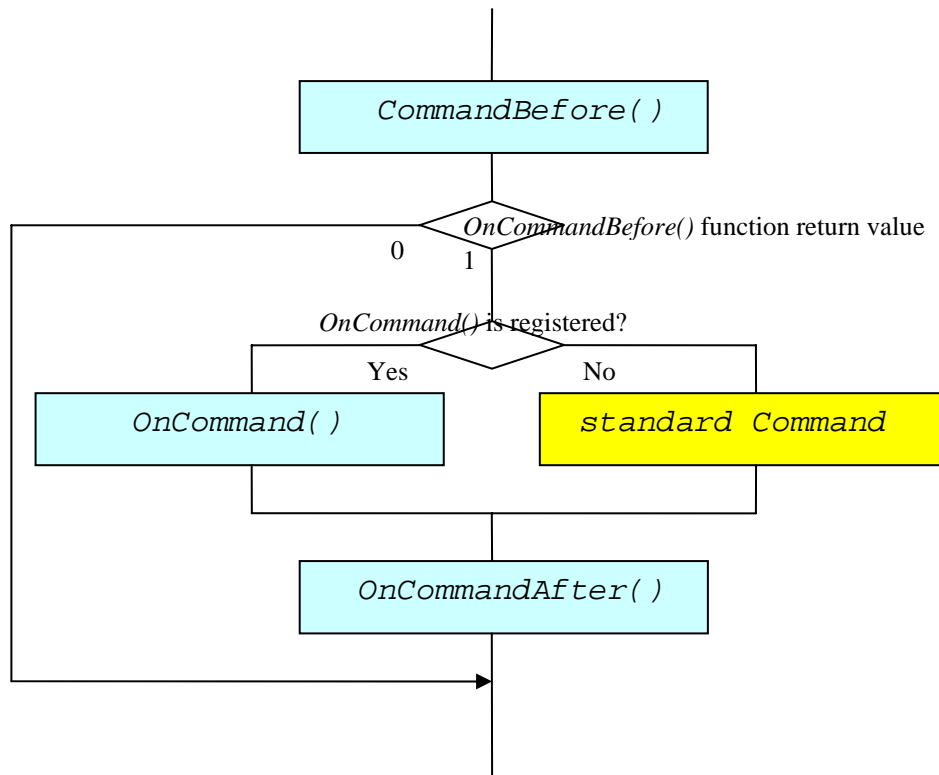 CommandBefore()
OnCommandBefore() function return value
0
1
OnCommand() is registered?
Yes
No
OnCommand()
standard Command
OnCommandAfter()